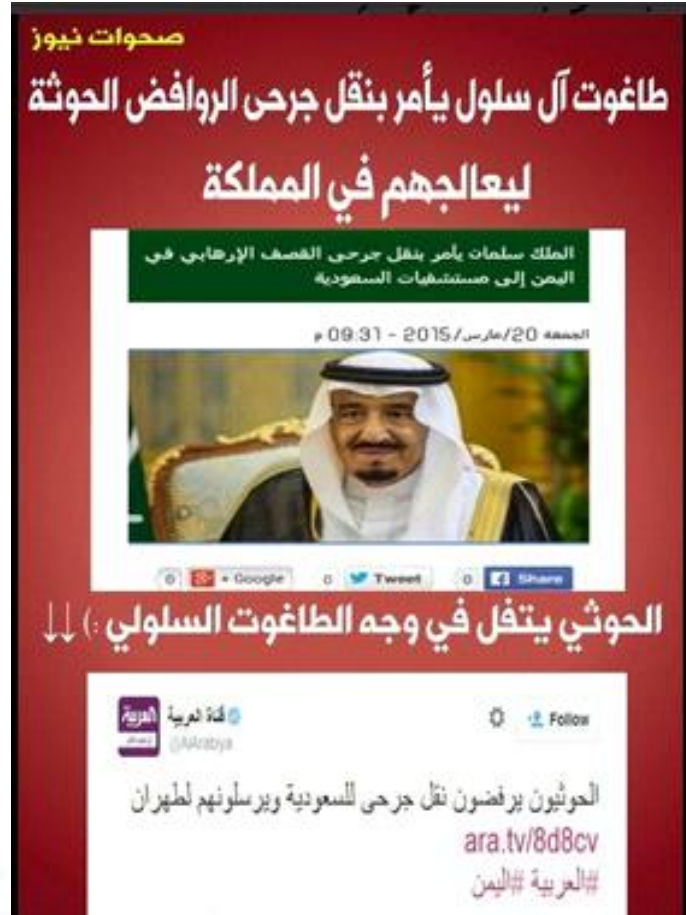 صحوات نيوز
طاغوت آل سلول يأمر بنقل جرحى الروافض الحوثة
ليعالجهم في المملكة
الملك سلمان يأمر بنقل جرحى القصف الإرهابي في
اليمن إلى مستشفيات السعودية
الجمعة 20/مارس/2015 - 09:31 م
0 + Google 0 Tweet 0 Share
الحوثي يتفل في وجه الطاغوت السلولي :) ↓↓
العربية
قناة العربية
@AlArabya
Follow
الحوثيون يرفضون نقل جرحى للسعودية ويرسلونهم لطهران
ara.tv/8d8cv
#العربية #اليمن